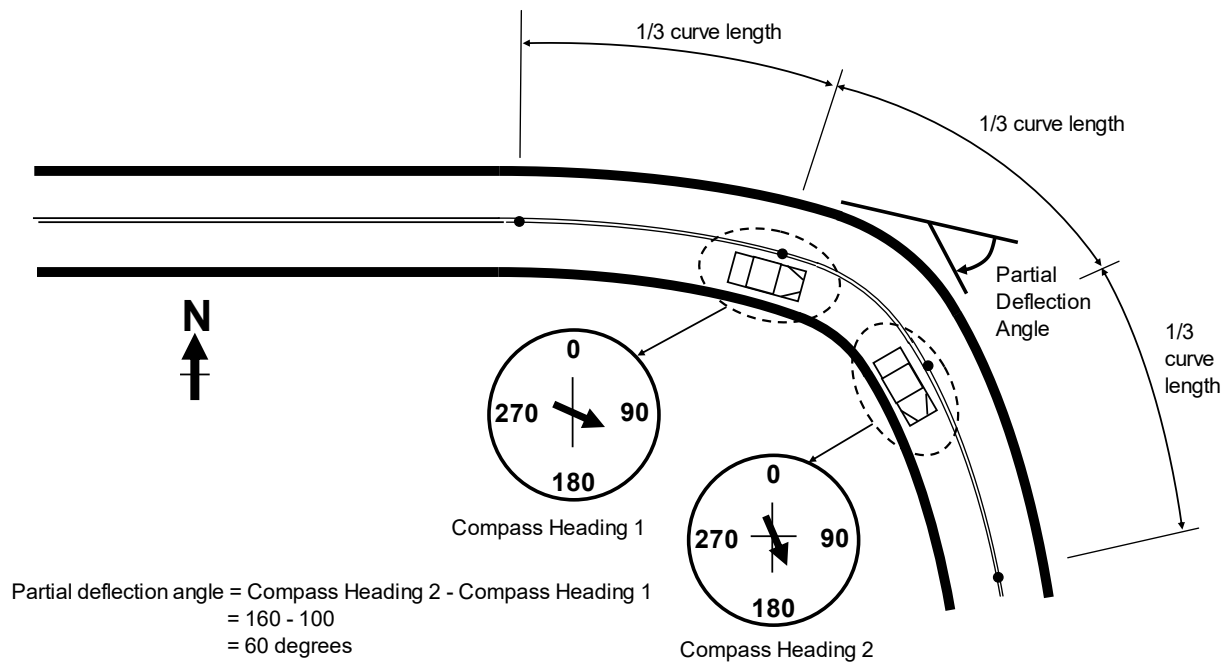 1/3 curve length
1/3 curve length
Partial
Deflection
Angle
1/3
curve
length
N
0
270
90
180
Compass Heading 1
0
270
90
180
Compass Heading 2
Partial deflection angle = Compass Heading 2 - Compass Heading 1
= 160 - 100
= 60 degrees